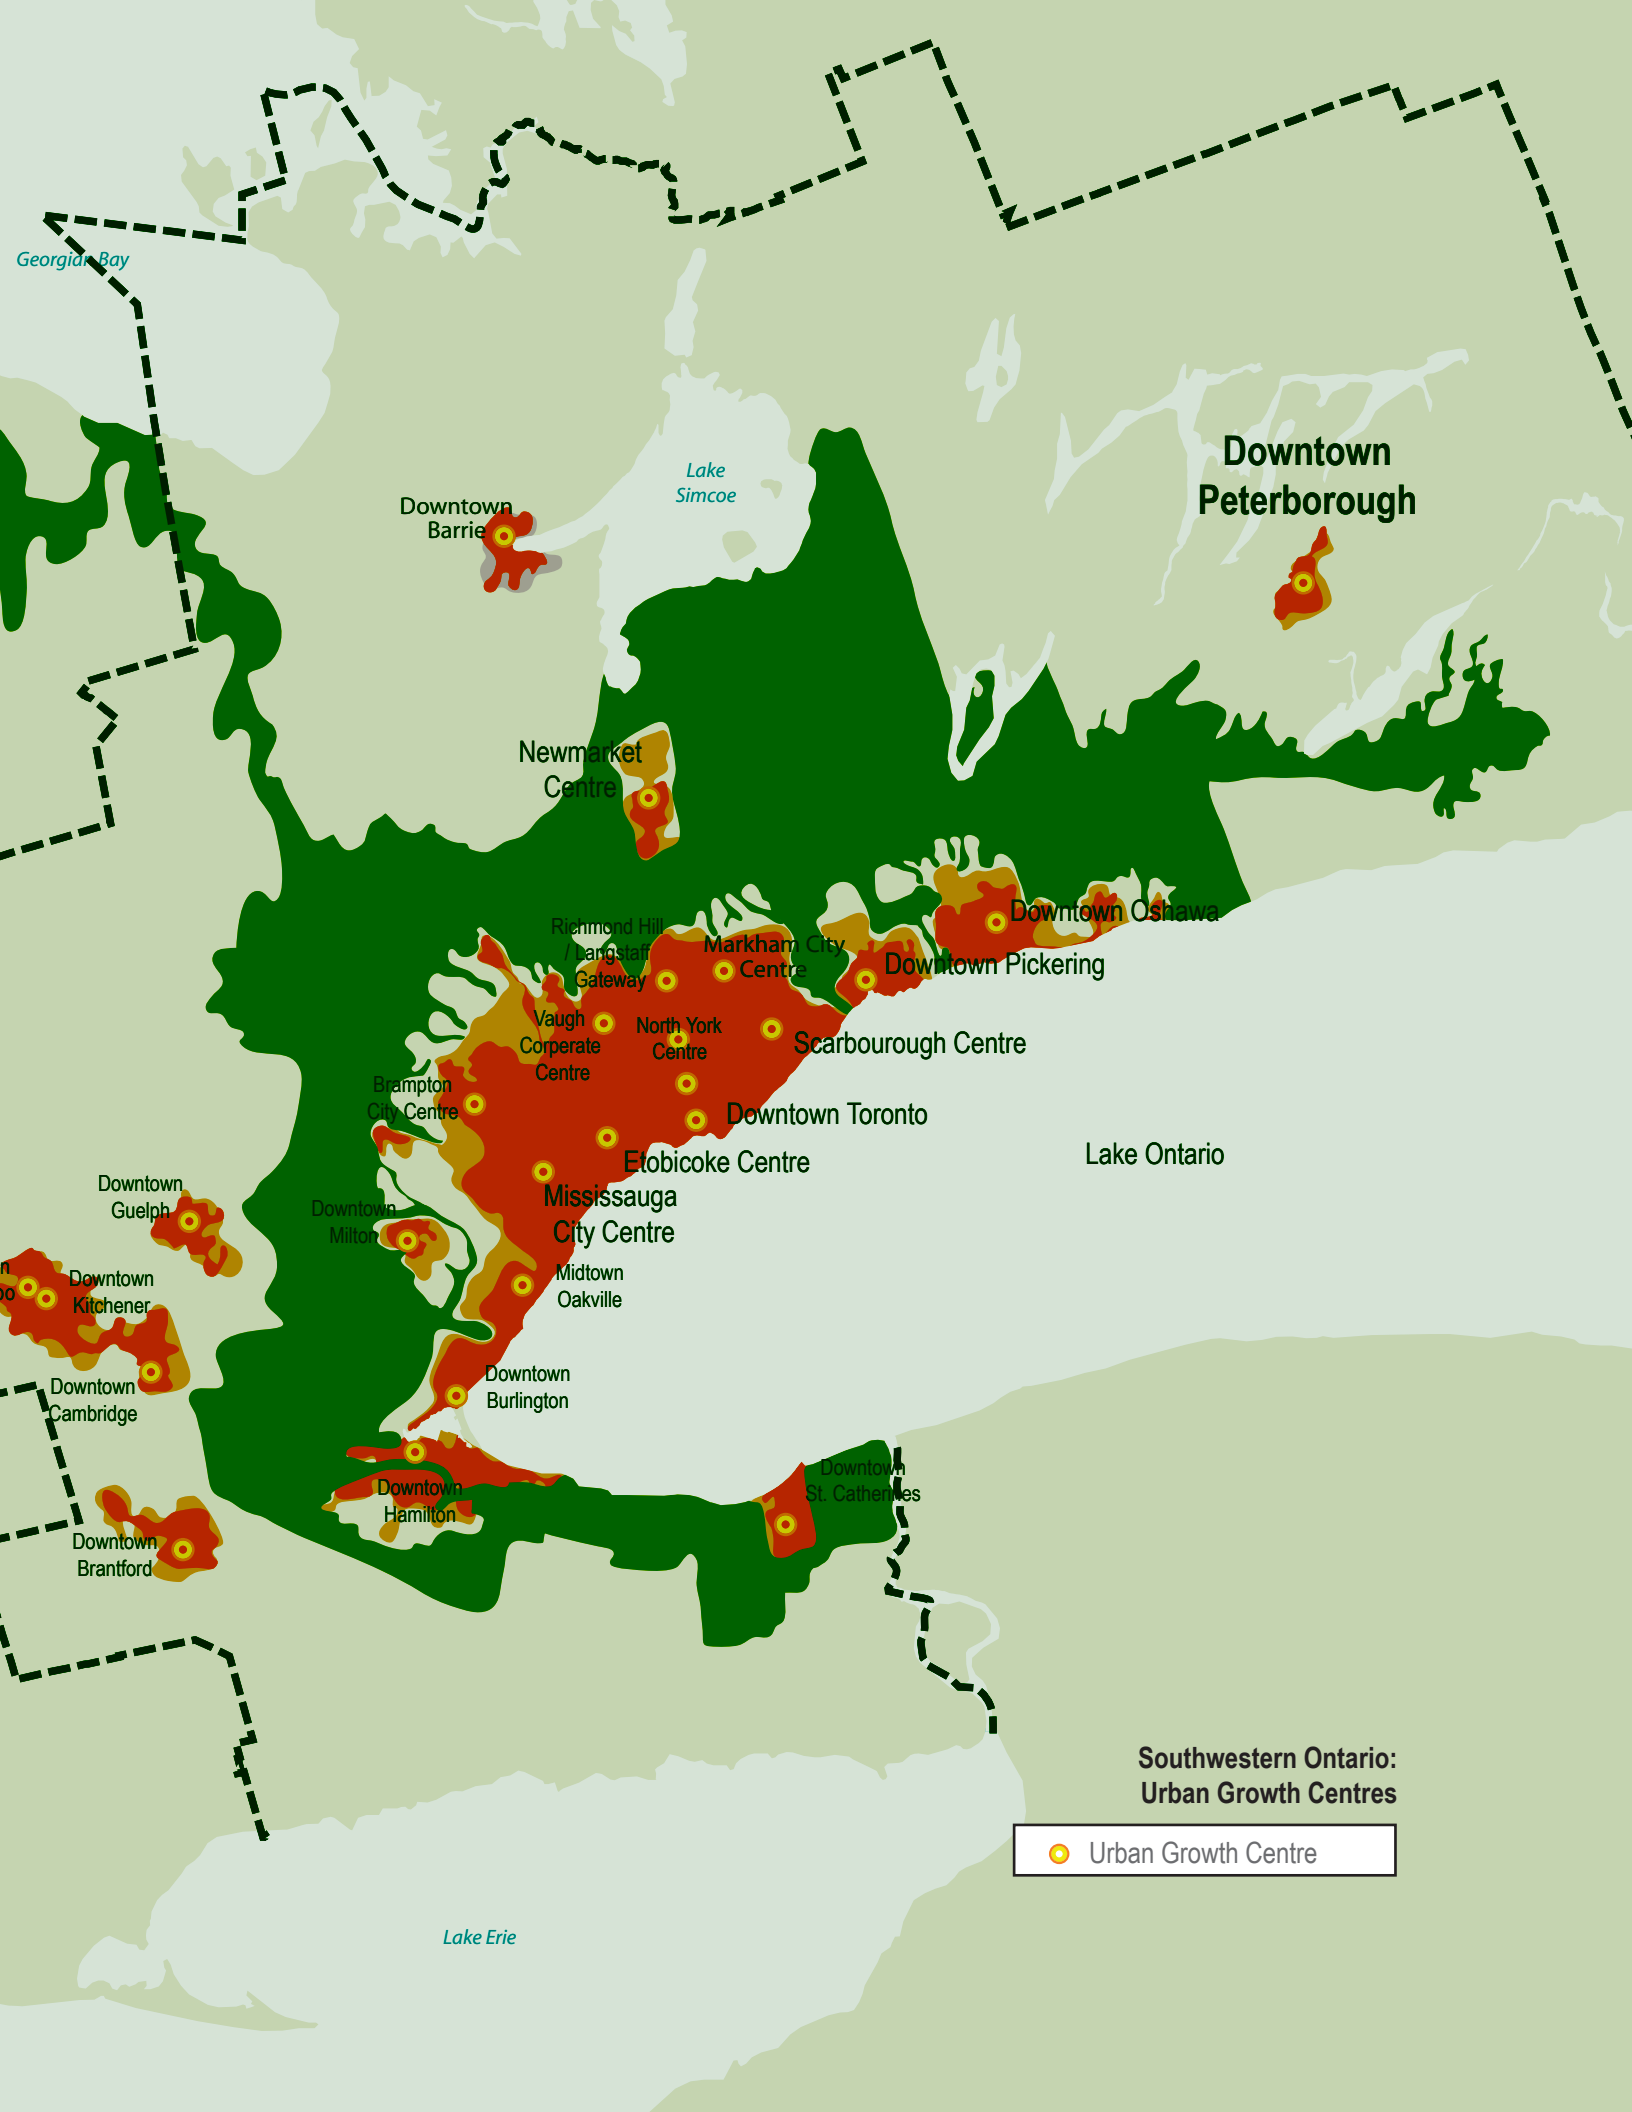 Georgian Bay
Downtown
Peterborough
Lake
Simcoe
Downtown
Barrie
Newmarket
Centre
Richmond Hill
/ Langstaff
Gateway
Markham City
Centre
Downtown Oshawa
Downtown Pickering
Vaugh
Corperate
Centre
North York
Centre
Scarbourough Centre
Brampton
City Centre
Downtown Toronto
Etobicoke Centre
Lake Ontario
Mississauga
City Centre
Downtown
Guelph
Downtown
Milton
n
oo
Downtown
Kitchener
Midtown
Oakville
Downtown
Cambridge
Downtown
Burlington
Downtown
Hamilton
Downtown
St. Catherines
Downtown
Brantford
Southwestern Ontario:
Urban Growth Centres
Urban Growth Centre
Lake Erie